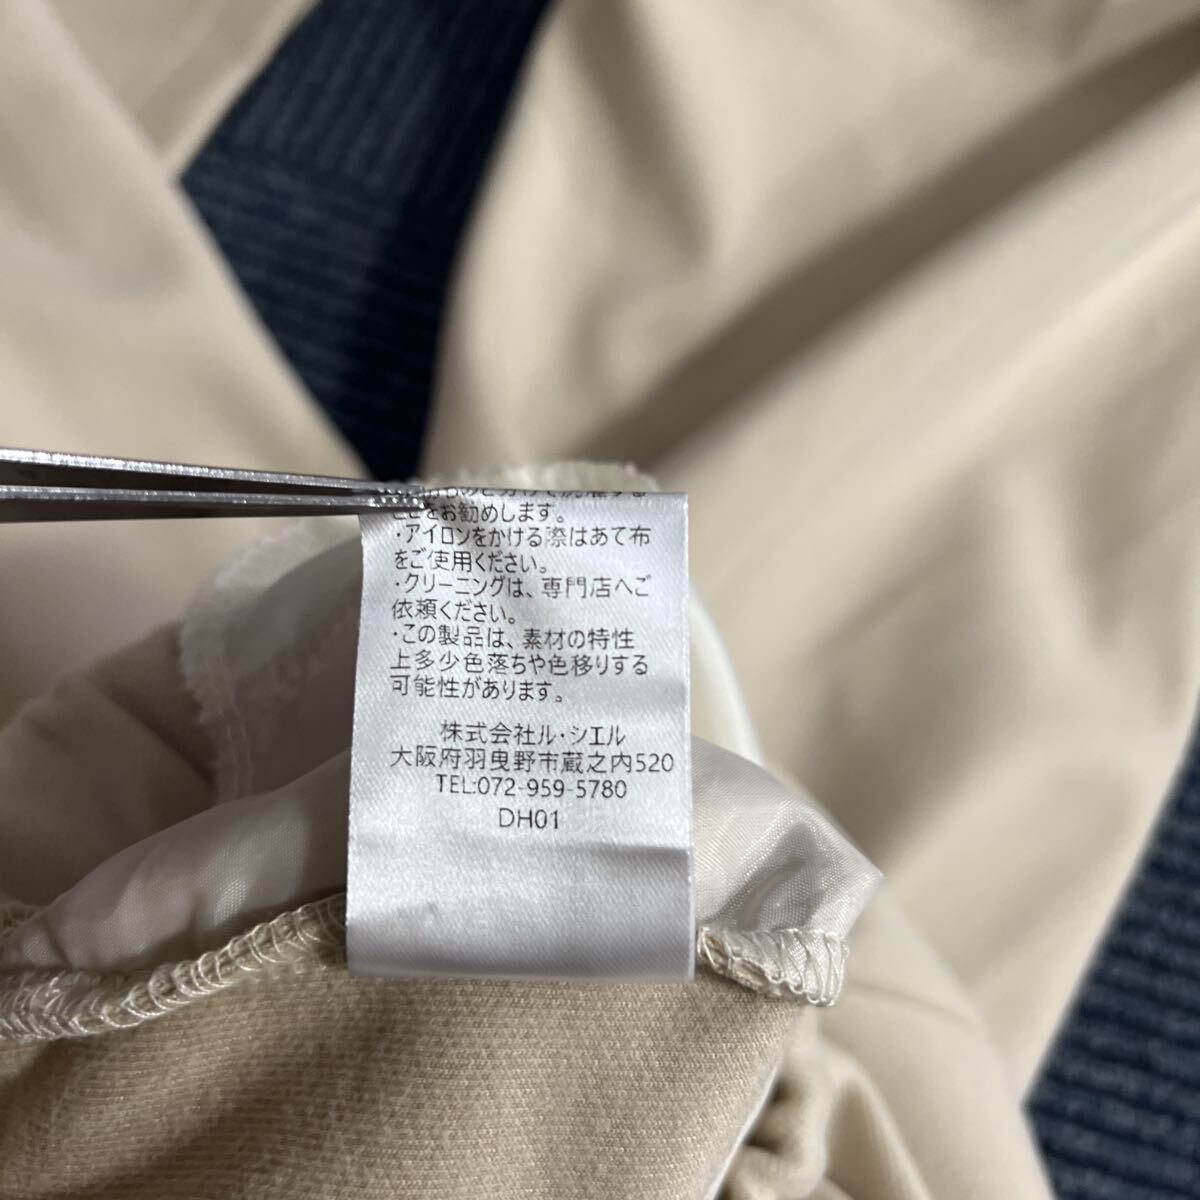 ことをお勧めします。
・アイロンをかける際はあて布
をご使用ください。
・クリーニングは、専門店へご
依頼ください。
・この製品は、素材の特性
上多少色落ちや色移りする
可能性があります。
株式会社ル・シエル
大阪府羽曳野市蔵之内520
TEL:072-959-5780
DH01